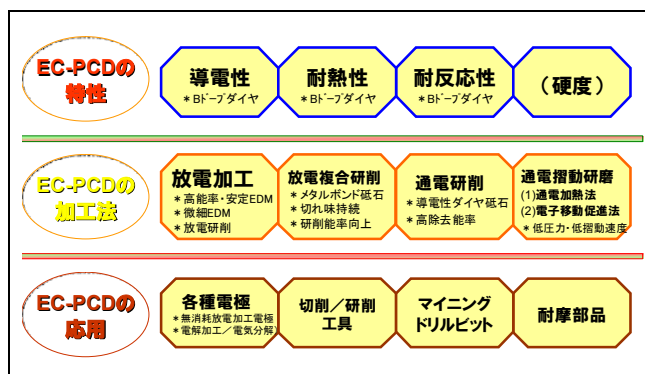 EC-PCDの
特性
導電性
＊Bドープダイヤ
耐熱性
＊Bドープダイヤ
耐反応性
＊Bドープダイヤ
（硬度）
EC-PCDの
加工法
放電加工
＊高能率・安定EDM
＊微細EDM
＊放電研削
放電複合研削
＊メタルボンド砥石
＊切れ味持続
＊研削能率向上
通電研削
＊導電性ダイヤ砥石
＊高除去能率
通電摺動研磨
(1)通電加熱法
(2)電子移動促進法
＊低圧力・低摺動速度
EC-PCDの
応用
各種電極
＊無消耗放電加工電極
＊電解加工／電気分解）
切削／研削
工具
マイニング
ドリルビット
耐摩部品